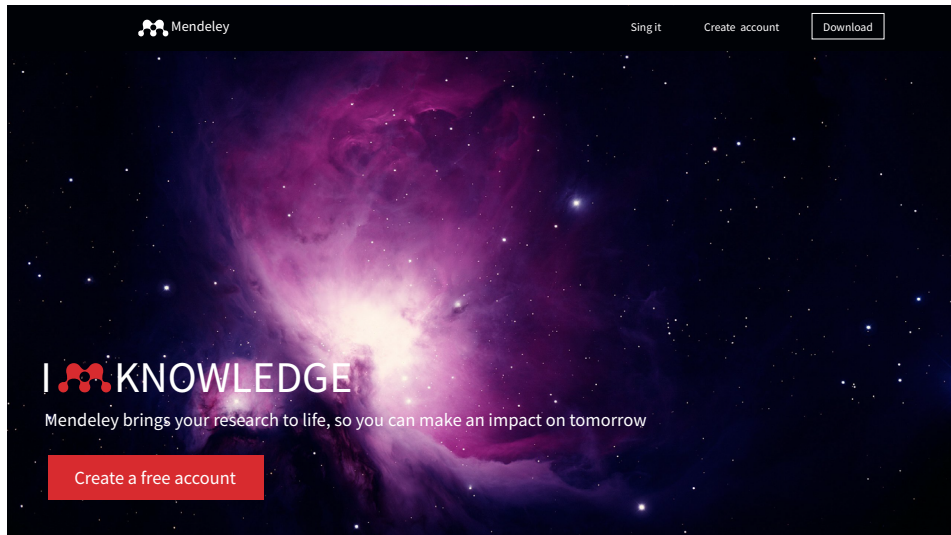 Mendeley
Sing it
Create account
Download
I KNOWLEDGE
Mendeley brings your research to life, so you can make an impact on tomorrow
Create a free account